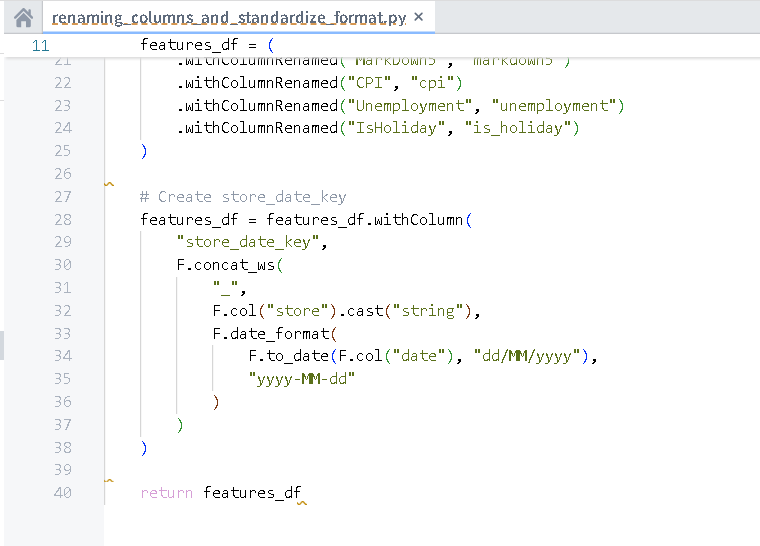 renaming_columns_and_standardize_format.py ×
11 features_df = (
21 .withColumnRenamed("MarkDown5", "markdown5")
22 .withColumnRenamed("CPI", "cpi")
23 .withColumnRenamed("Unemployment", "unemployment")
24 .withColumnRenamed("IsHoliday", "is_holiday")
25 )
26
27 # Create store_date_key
28 features_df = features_df.withColumn(
29 "store_date_key",
30 F.concat_ws(
31 "_",
32 F.col("store").cast("string"),
33 F.date_format(
34 F.to_date(F.col("date"), "dd/MM/yyyy"),
35 "yyyy-MM-dd"
36 )
37 )
38 )
39
40 return features_df